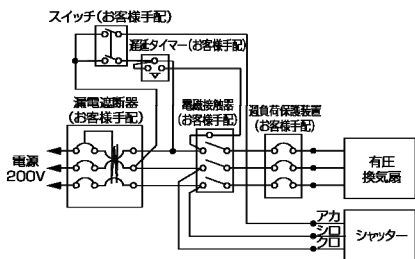 スイッチ(お客様手配)
遅延タイマー(お客様手配)
漏電遮断器
(お客様手配)
電磁接触器
(お客様手配)
過負荷保護装置
(お客様手配)
電源
200V
有圧
換気扇
アカ
シロ
クロ
シャッター